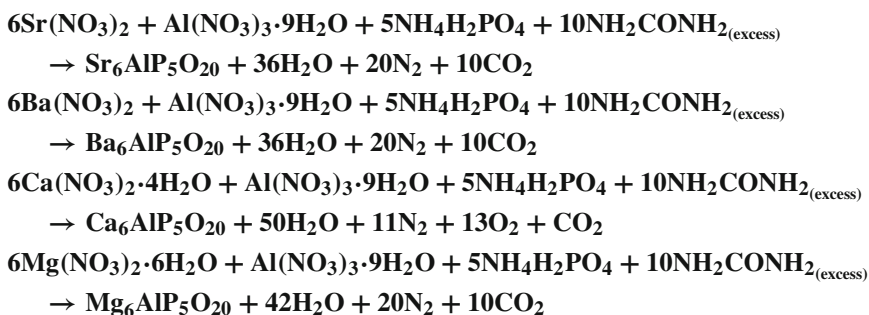 6Sr(NO₃)₂ + Al(NO₃)₃·9H₂O + 5NH₄H₂PO₄ + 10NH₂CONH₂₍ₑₓcₑₛₛ₎
→ Sr₆AlP₅O₂₀ + 36H₂O + 20N₂ + 10CO₂
6Ba(NO₃)₂ + Al(NO₃)₃·9H₂O + 5NH₄H₂PO₄ + 10NH₂CONH₂₍ₑₓcₑₛₛ₎
→ Ba₆AlP₅O₂₀ + 36H₂O + 20N₂ + 10CO₂
6Ca(NO₃)₂·4H₂O + Al(NO₃)₃·9H₂O + 5NH₄H₂PO₄ + 10NH₂CONH₂₍ₑₓcₑₛₛ₎
→ Ca₆AlP₅O₂₀ + 50H₂O + 11N₂ + 13O₂ + CO₂
6Mg(NO₃)₂·6H₂O + Al(NO₃)₃·9H₂O + 5NH₄H₂PO₄ + 10NH₂CONH₂₍ₑₓcₑₛₛ₎
→ Mg₆AlP₅O₂₀ + 42H₂O + 20N₂ + 10CO₂